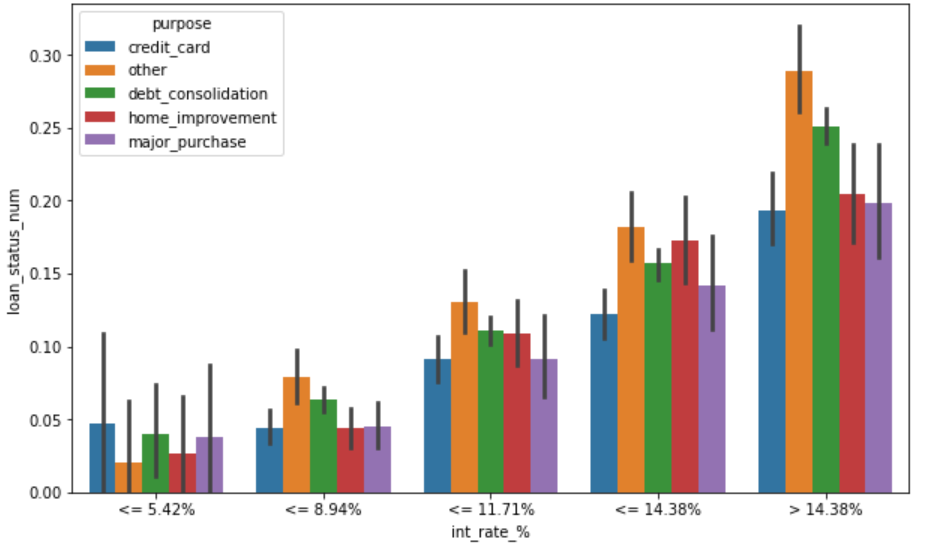 purpose
credit_card
other
debt_consolidation
home_improvement
major_purchase
loan_status_num
0.30
0.25
0.20
0.15
0.10
0.05
0.00
<= 5.42% <= 8.94% <= 11.71% <= 14.38% > 14.38%
int_rate_%